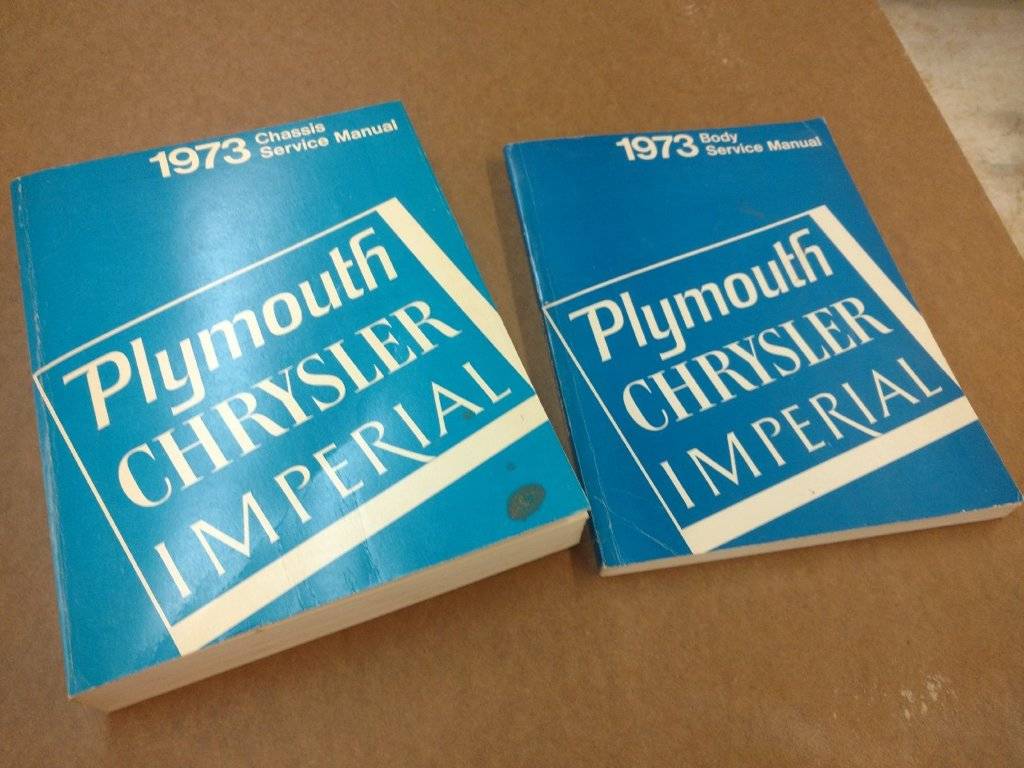 1973 Chassis
Service Manual
Plymouth
CHRYSLER
IMPERIAL
1973 Body
Service Manual
Plymouth
CHRYSLER
IMPERIAL